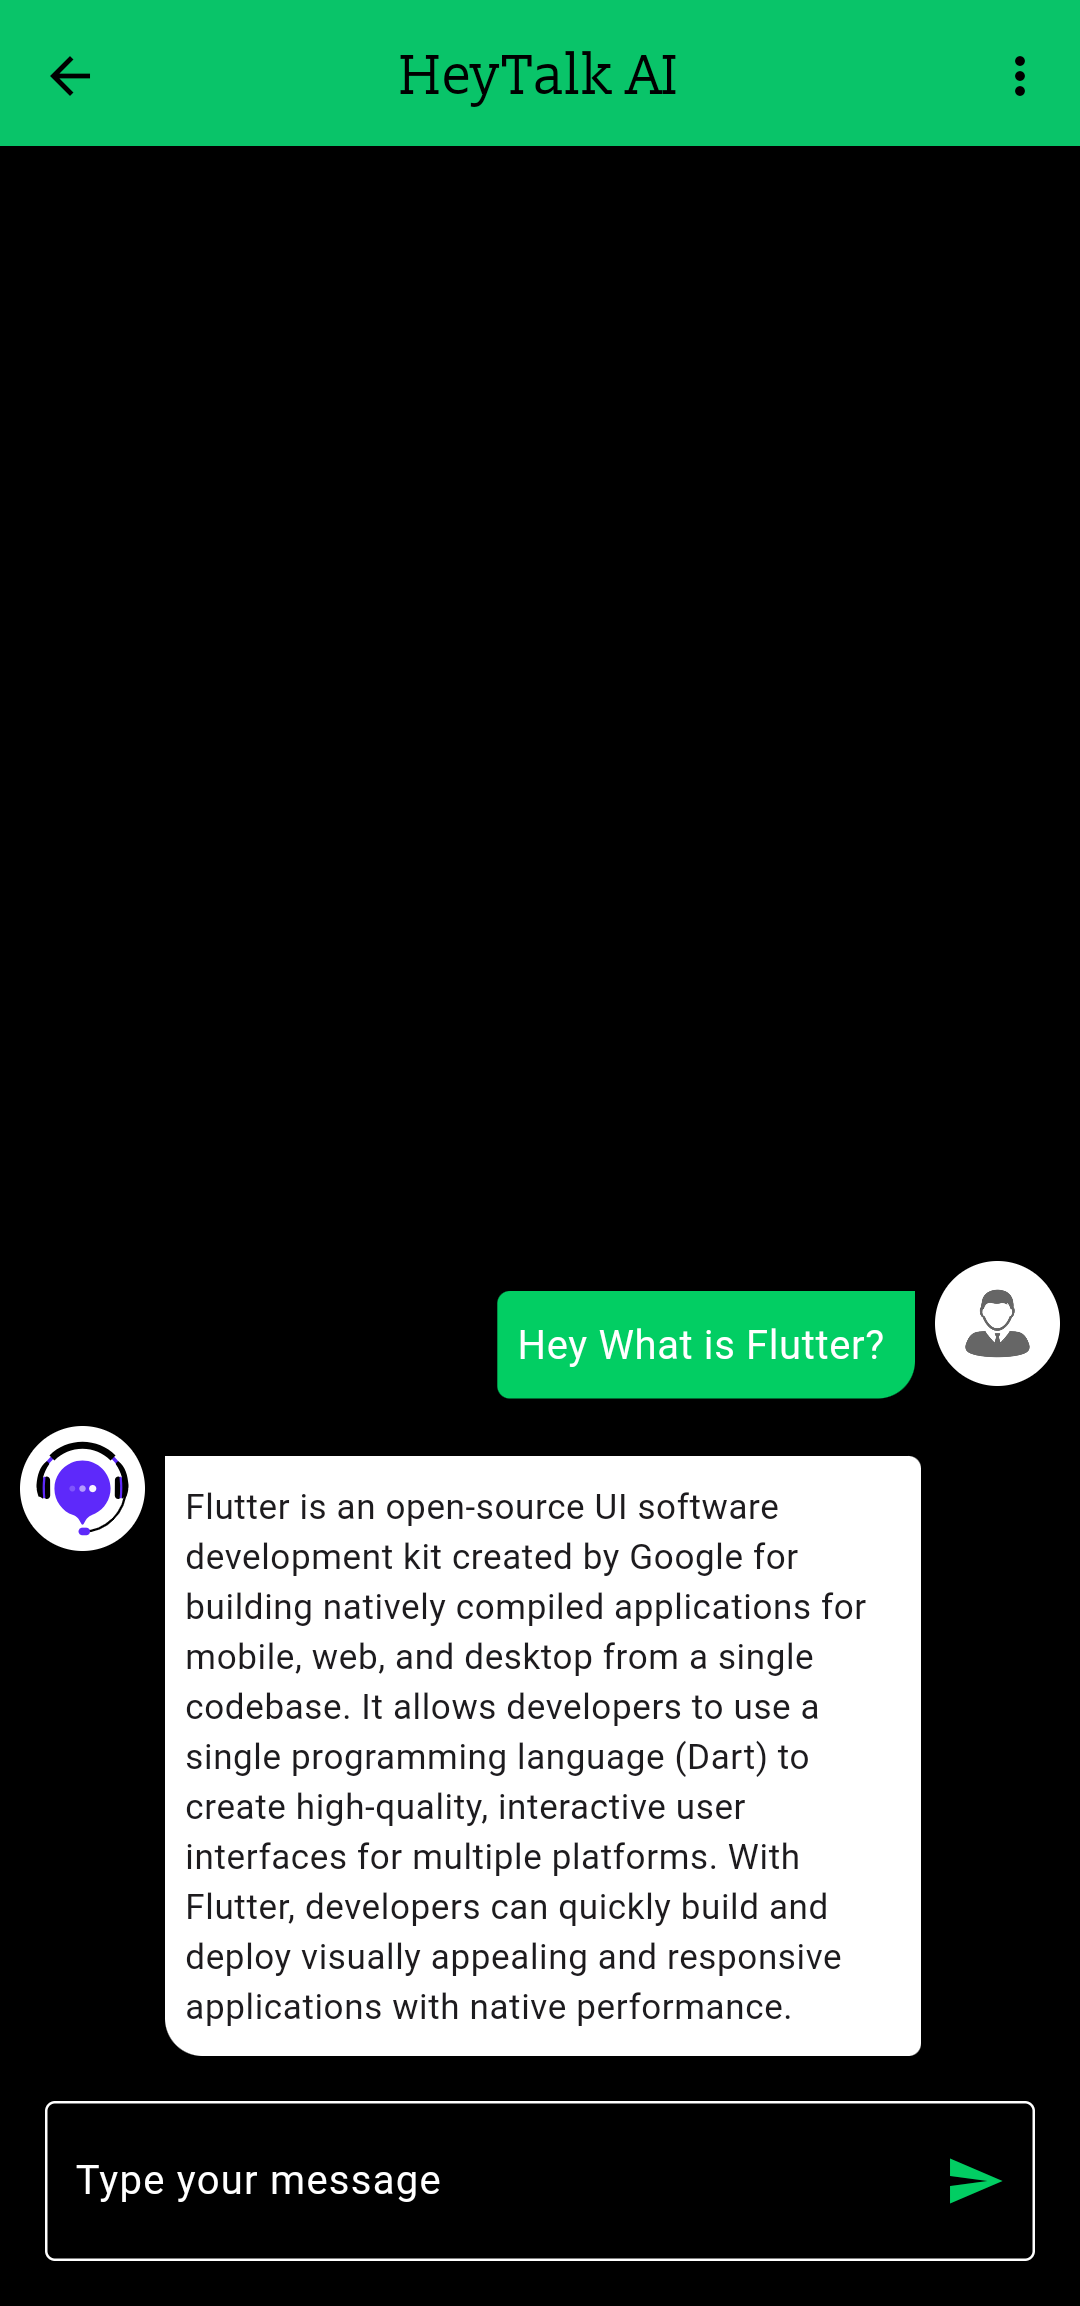 HeyTalk AI
Hey What is Flutter?
Flutter is an open-source UI software
development kit created by Google for
building natively compiled applications for
mobile, web, and desktop from a single
codebase. It allows developers to use a
single programming language (Dart) to
create high-quality, interactive user
interfaces for multiple platforms. With
Flutter, developers can quickly build and
deploy visually appealing and responsive
applications with native performance.
Type your message